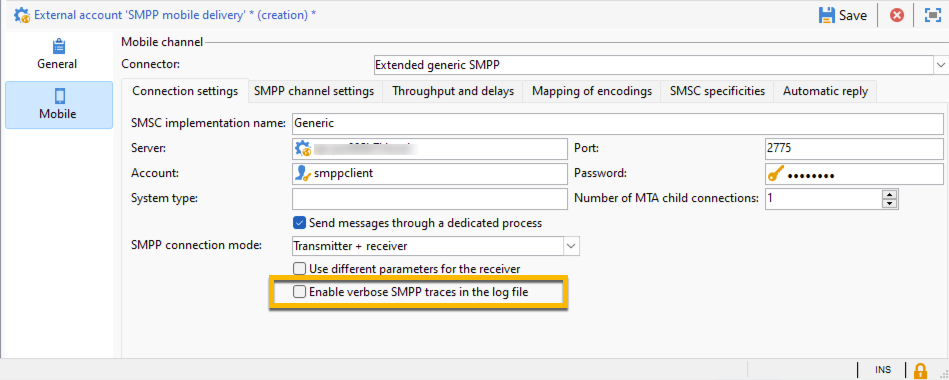 External account 'SMPP mobile delivery' * (creation) *
Save
General
Mobile
Mobile channel
Connector: Extended generic SMPP
Connection settings SMPP channel settings Throughput and delays Mapping of encodings SMSC specificities Automatic reply
SMSC implementation name: Generic
Server: Port: 2775
Account: smppclient Password: ••••••••
System type: Number of MTA child connections: 1
Send messages through a dedicated process
SMPP connection mode: Transmitter + receiver
Use different parameters for the receiver
Enable verbose SMPP traces in the log file
INS